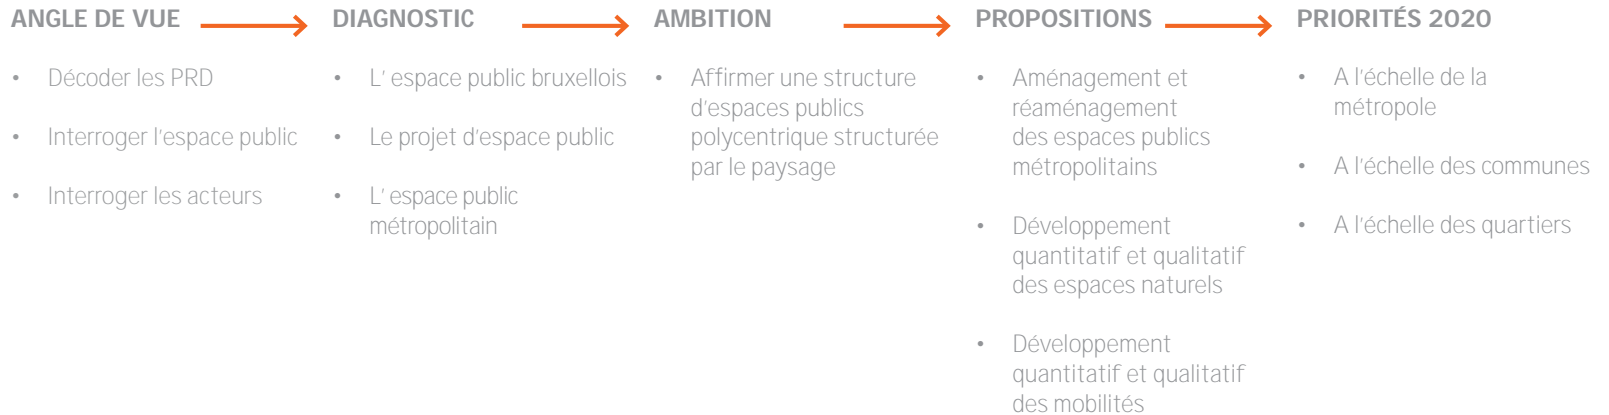 ANGLE DE VUE
• Décoder les PRD
• Interroger l'espace public
• Interroger les acteurs
DIAGNOSTIC
• L' espace public bruxellois
• Le projet d'espace public
• L' espace public
métropolitain
AMBITION
• Affirmer une structure
d'espaces publics
polycentrique structurée
par le paysage
PROPOSITIONS
• Aménagement et
réaménagement
des espaces publics
métropolitains
• Développement
quantitatif et qualitatif
des espaces naturels
• Développement
quantitatif et qualitatif
des mobilités
PRIORITÉS 2020
• A l'échelle de la
métropole
• A l'échelle des communes
• A l'échelle des quartiers